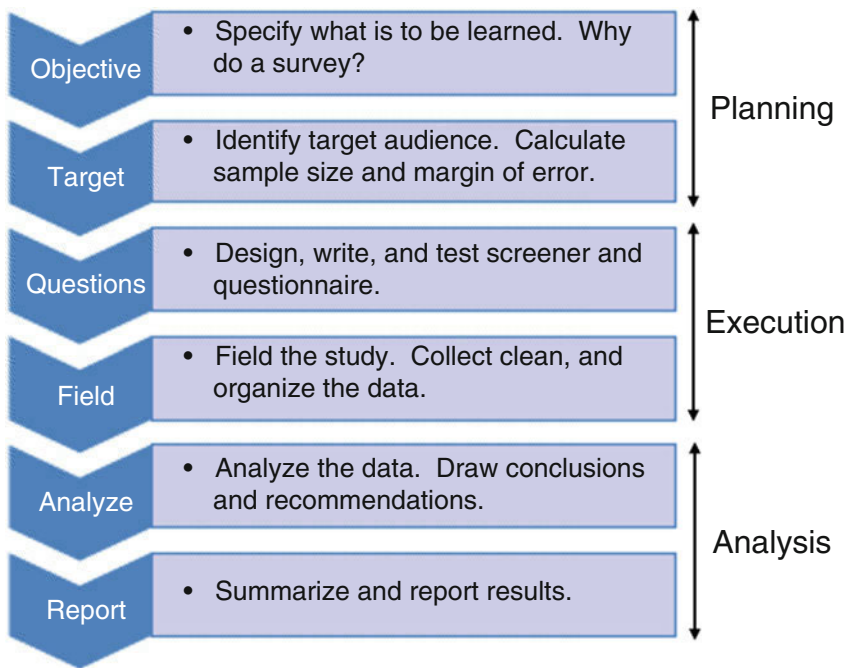 Objective
• Specify what is to be learned.  Why
do a survey?
Target
• Identify target audience.  Calculate
sample size and margin of error.
Planning
Questions
• Design, write, and test screener and
questionnaire.
Field
• Field the study.  Collect clean, and
organize the data.
Execution
Analyze
• Analyze the data.  Draw conclusions
and recommendations.
Report
• Summarize and report results.
Analysis